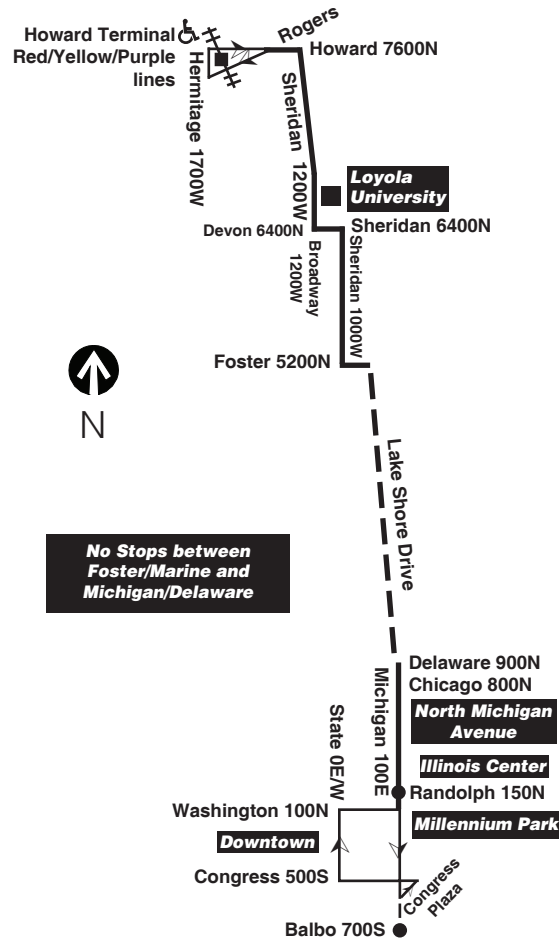 Howard Terminal
Red/Yellow/Purple
lines
Rogers
Howard 7600N
Hermitage 1700W
Sheridan 1200W
Loyola
University
Devon 6400N
Sheridan 6400N
Broadway
1200W
Sheridan 1000W
Foster 5200N
N
Lake Shore Drive
No Stops between
Foster/Marine and
Michigan/Delaware
Delaware 900N
Chicago 800N
Michigan 100E
North Michigan
Avenue
State 0E/W
Illinois Center
Randolph 150N
Washington 100N
Millennium Park
Downtown
Congress 500S
Congress
Plaza
Balbo 700S